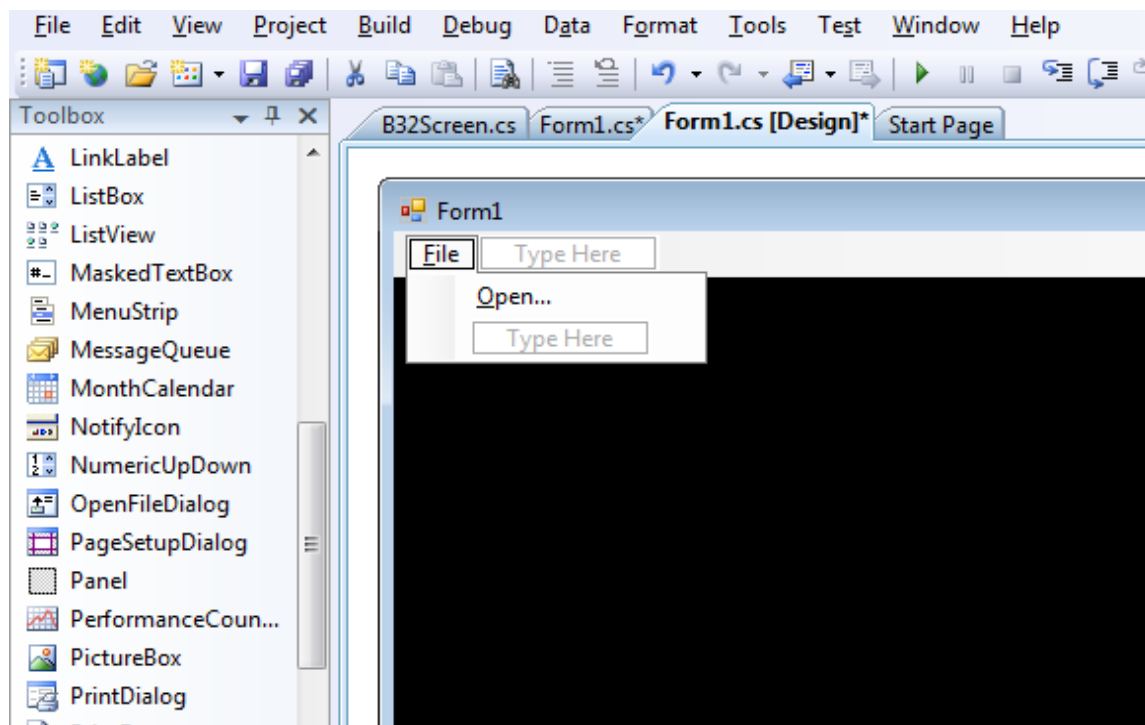 File Edit View Project Build Debug Data Format Tools Test Window Help
Toolbox
B32Screen.cs Form1.cs* Form1.cs [Design]* Start Page
LinkLabel
ListBox
ListView
MaskedTextBox
MenuStrip
MessageQueue
MonthCalendar
NotifyIcon
NumericUpDown
OpenFileDialog
PageSetupDialog
Panel
PerformanceCoun...
PictureBox
PrintDialog
Form1
File Type Here
Open...
Type Here